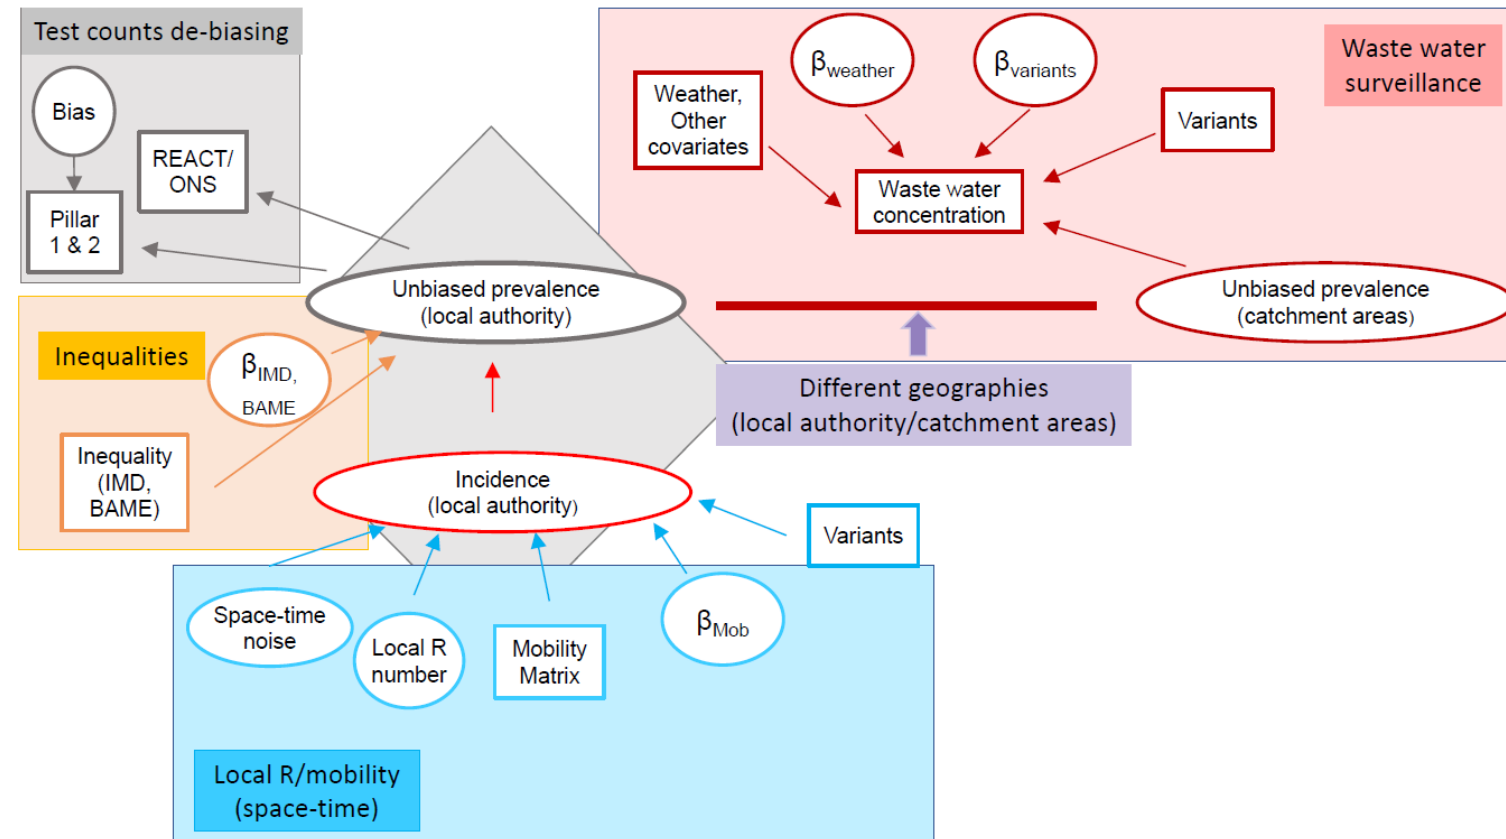 Test counts de-biasing
Bias
REACT/
ONS
Pillar
1 & 2
Waste water
surveillance
βweather
βvariants
Weather,
Other
covariates
Variants
Waste water
concentration
Unbiased prevalence
(local authority)
Unbiased prevalence
(catchment areas)
Inequalities
βIMD,
BAME
Inequality
(IMD,
BAME)
Different geographies
(local authority/catchment areas)
Incidence
(local authority)
Variants
Space-time
noise
Local R
number
Mobility
Matrix
βMob
Local R/mobility
(space-time)